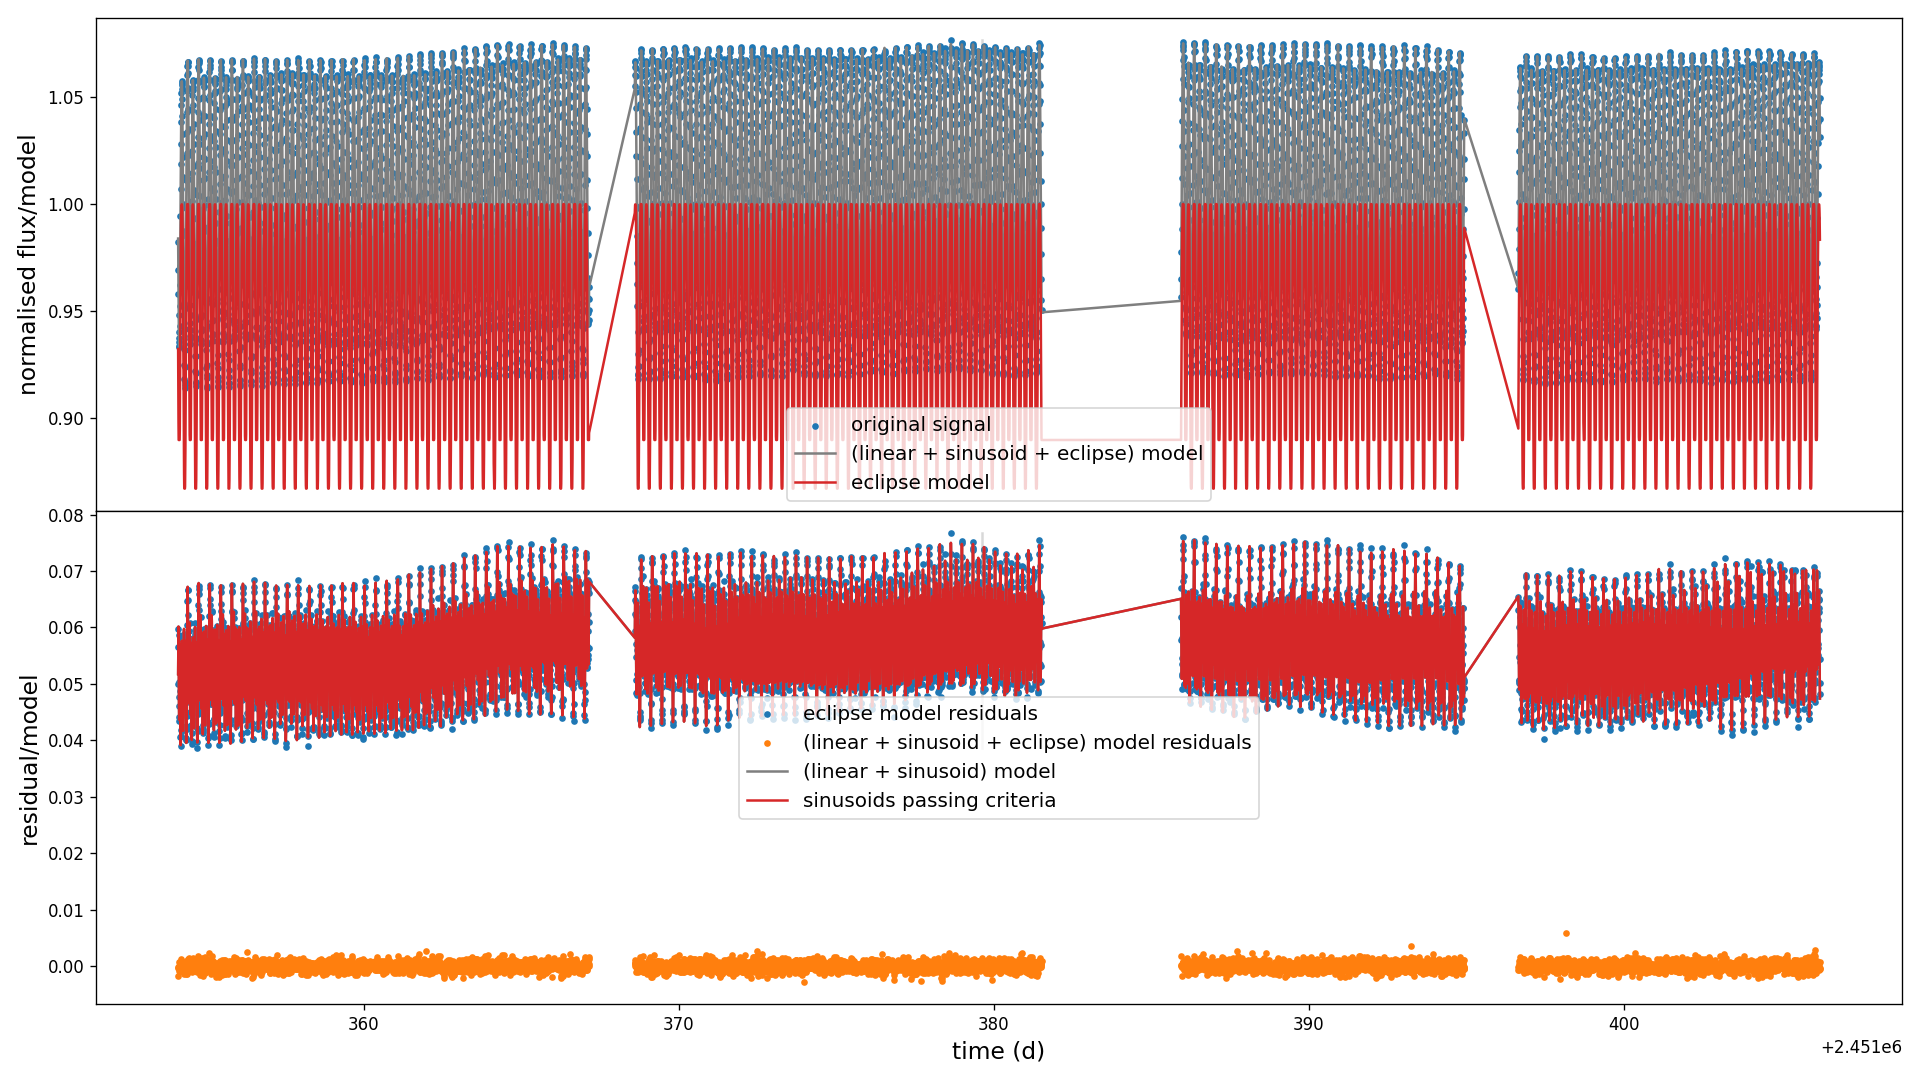 normalised flux/model
1.05
1.00
0.95
0.90
original signal
(linear + sinusoid + eclipse) model
eclipse model
residual/model
0.08
0.07
0.06
0.05
0.04
0.03
0.02
0.01
0.00
eclipse model residuals
(linear + sinusoid + eclipse) model residuals
(linear + sinusoid) model
sinusoids passing criteria
360
370
380
390
400
time (d)
+2.451e6